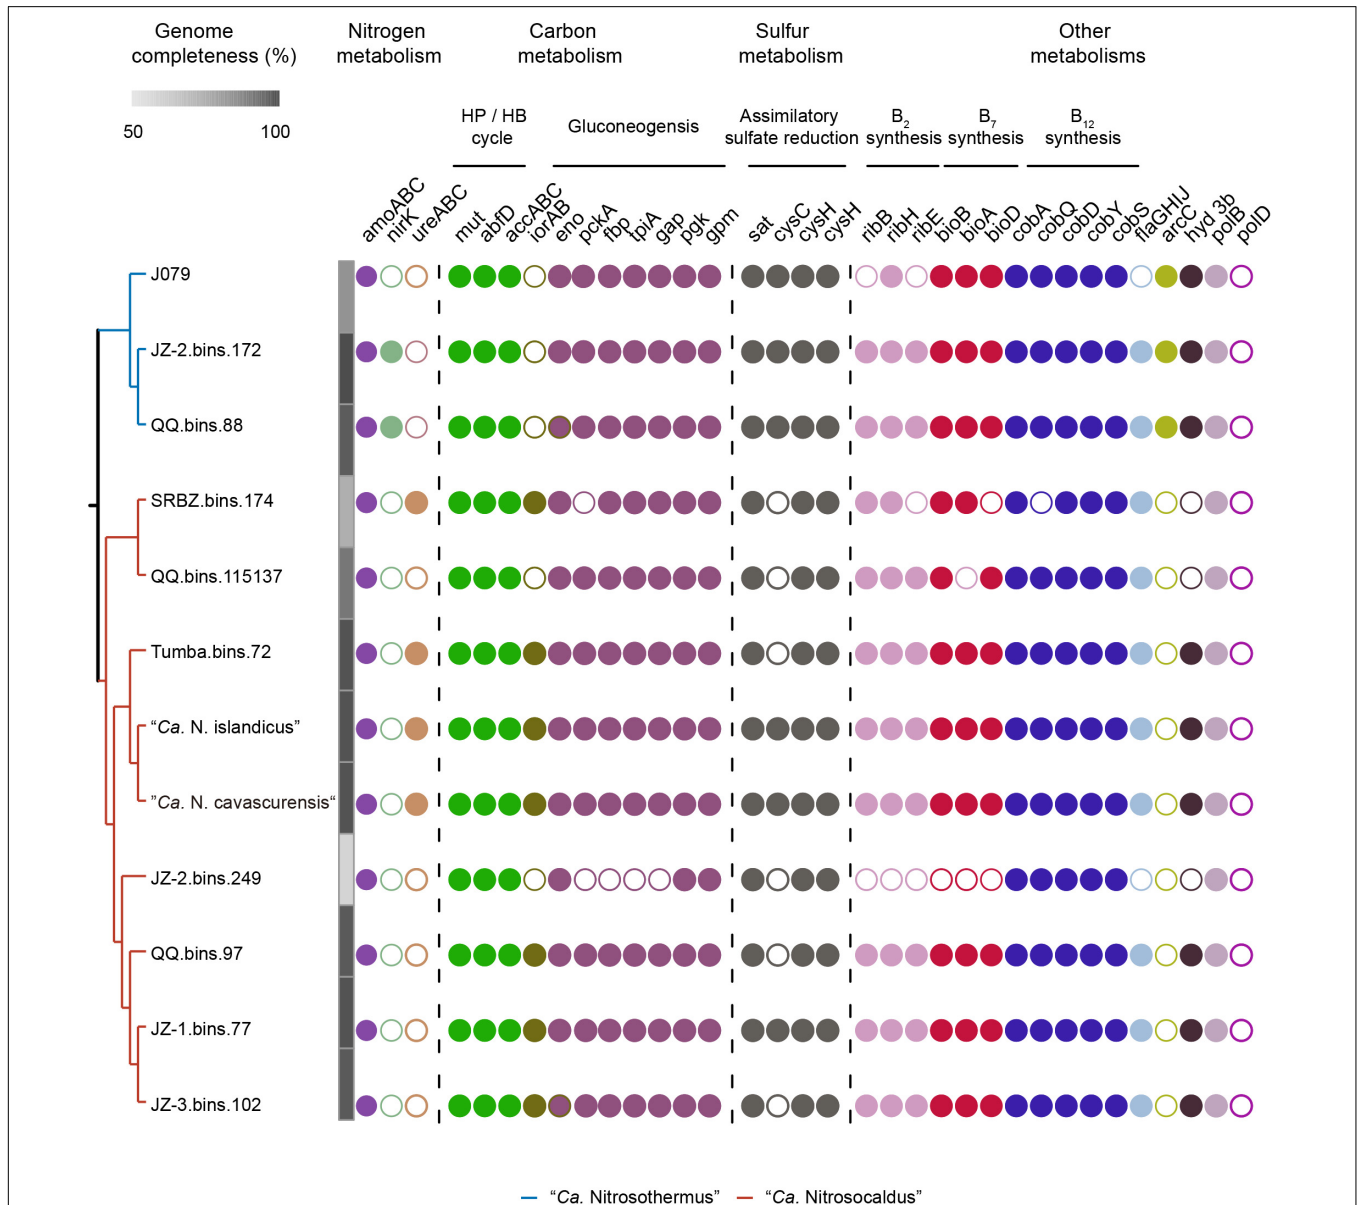 Genome
completeness (%)
50 100
Nitrogen
metabolism
Carbon
metabolism
Sulfur
metabolism
Other
metabolisms
HP / HB
cycle
Gluconeogensis
Assimilatory
sulfate reduction
B2
synthesis
B7
synthesis
B12
synthesis
amoABC
nirK
ureABC
mut
abfD
accABC
iorAB
eno
pckA
fbp
tpiA
gap
pgk
gpm
sat
cysC
cysH
cysH
ribB
ribH
ribE
bioB
bioA
bioD
cobA
cobQ
cobD
cobY
cobS
flaGHIJ
arcC
hyd 3b
polB
polD
J079
JZ-2.bins.172
QQ.bins.88
SRBZ.bins.174
QQ.bins.115137
Tumba.bins.72
“Ca. N. islandicus”
”Ca. N. cavascurensis“
JZ-2.bins.249
QQ.bins.97
JZ-1.bins.77
JZ-3.bins.102
“Ca. Nitrosothermus” “Ca. Nitrosocaldus”